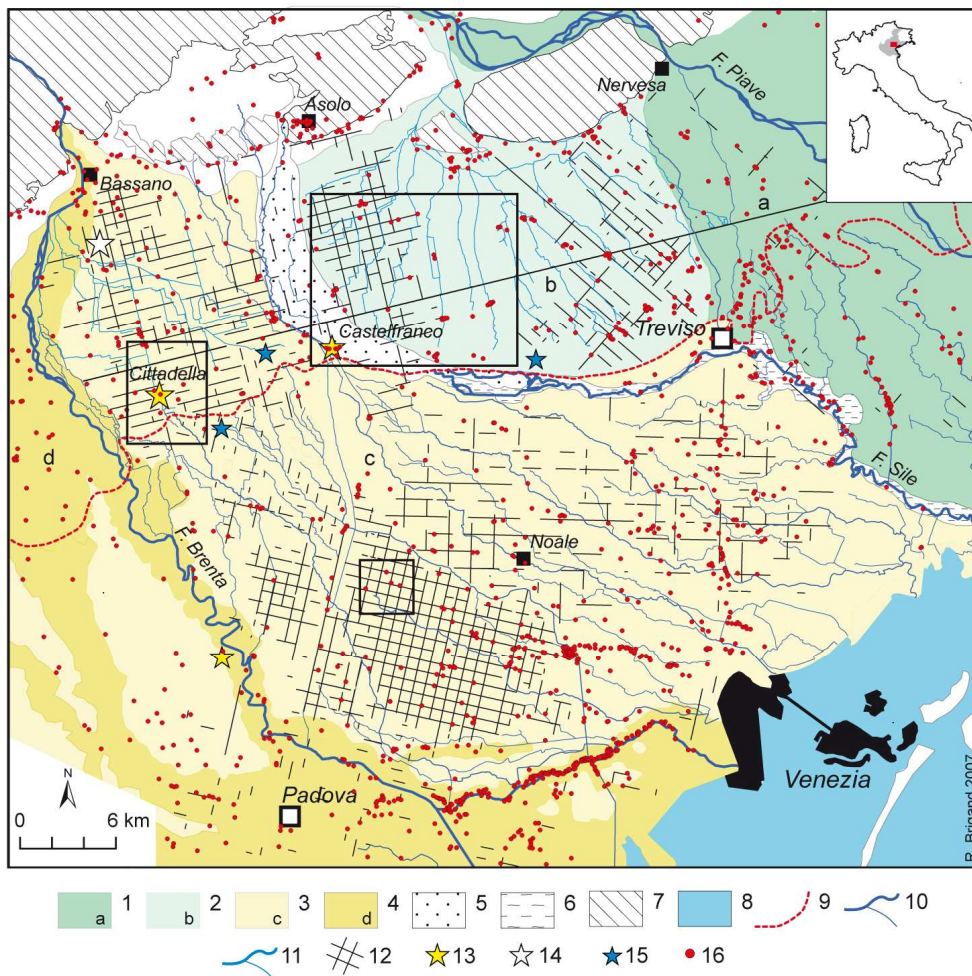 F. Piave
Nervesa
Asolo
Bassano
a
b
Treviso
Castelfranco
Cittadella
d
c
F. Sile
F. Brenta
Noale
Venezia
Padova
N
0 6 km
R. Brigand 2007
a 1 b 2 c 3 d 4 5 6 7 8 9 10
11 12 13 14 15 16